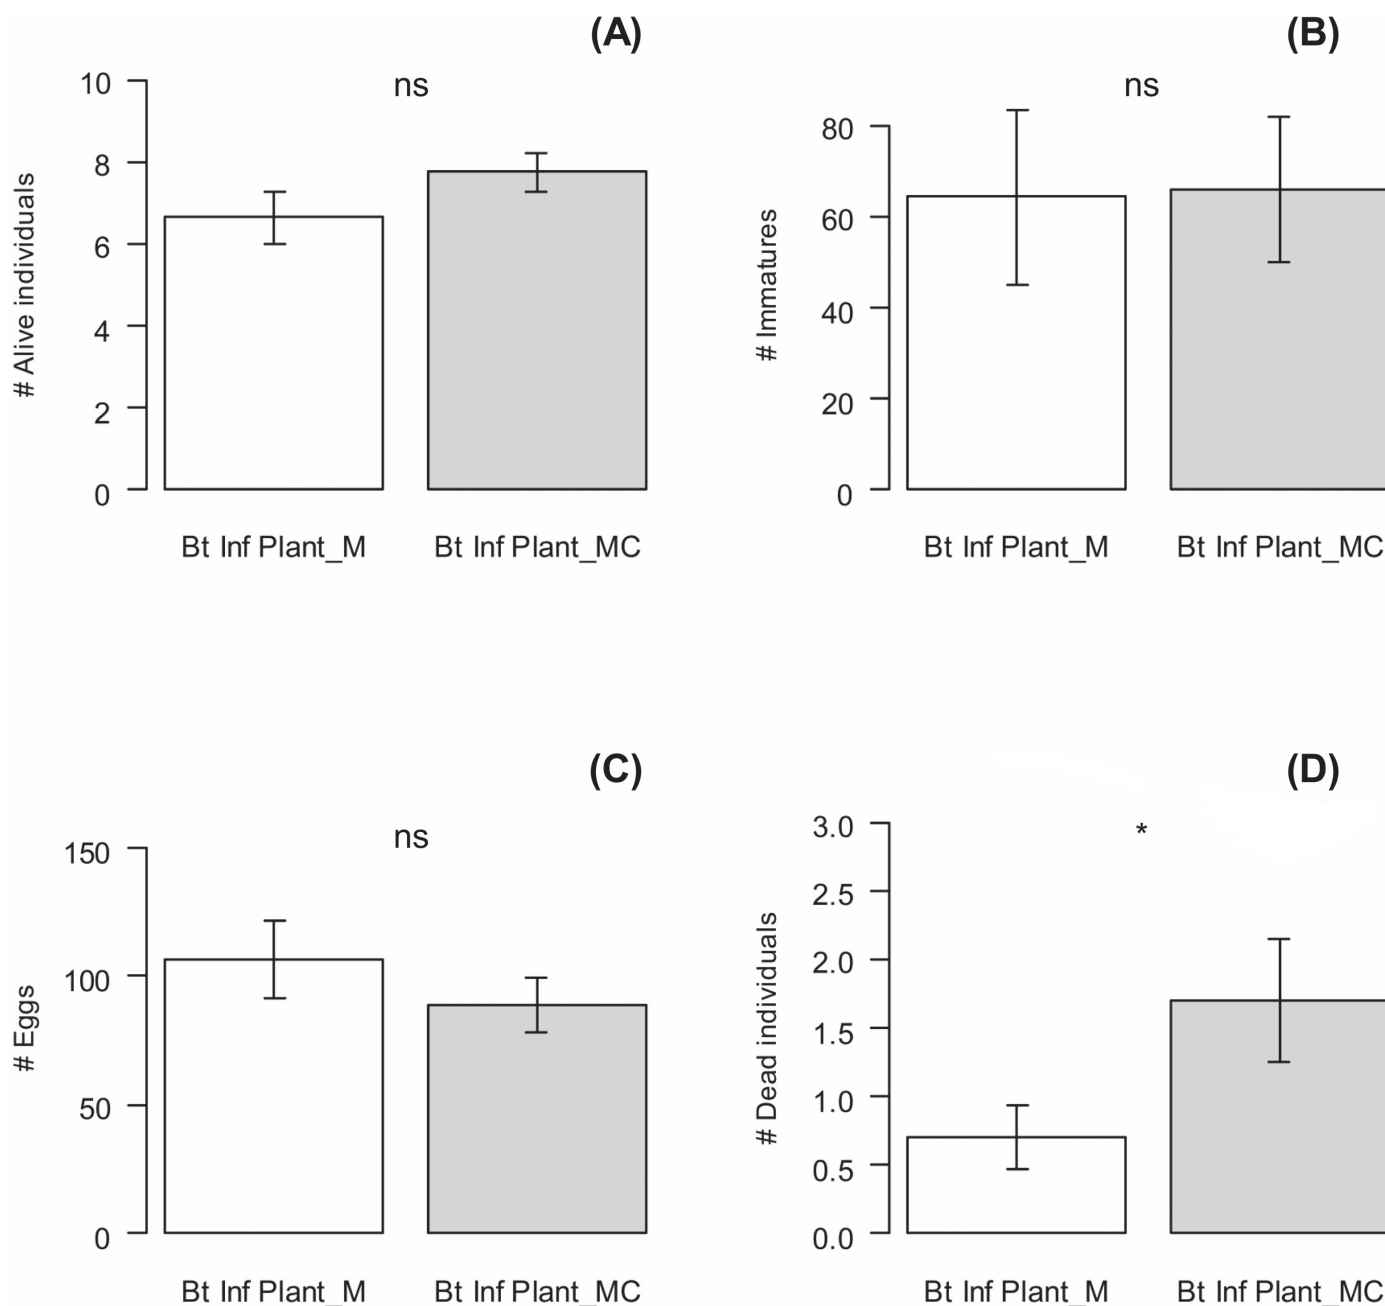 (A)
ns
# Alive individuals
10
8
6
4
2
0
Bt Inf Plant_M
Bt Inf Plant_MC
(B)
ns
# Immatures
80
60
40
20
0
Bt Inf Plant_M
Bt Inf Plant_MC
(C)
ns
# Eggs
150
100
50
0
Bt Inf Plant_M
Bt Inf Plant_MC
(D)
*
# Dead individuals
3.0
2.5
2.0
1.5
1.0
0.5
0.0
Bt Inf Plant_M
Bt Inf Plant_MC